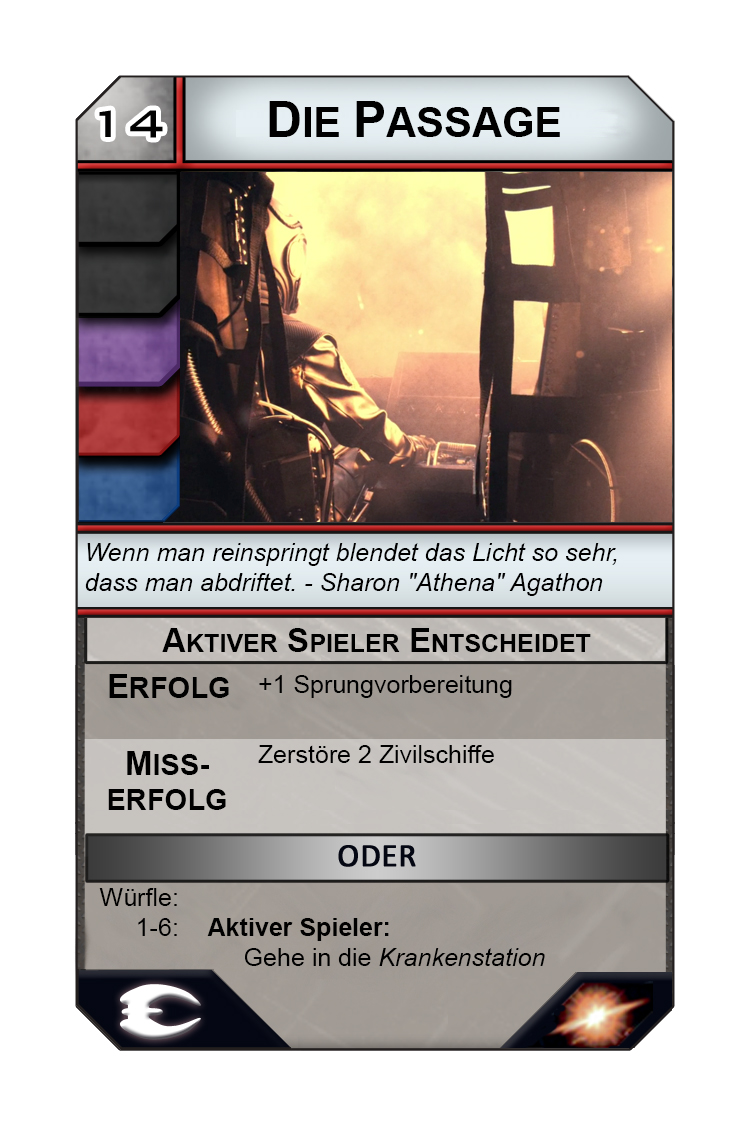 14
DIE PASSAGE
Wenn man reinspringt blendet das Licht so sehr,
dass man abdriftet. - Sharon "Athena" Agathon
AKTIVER SPIELER ENTSCHEIDET
ERFOLG +1 Sprungvorbereitung
MISS- Zerstöre 2 Zivilschiffe
ERFOLG
ODER
Würfle:
1-6: Aktiver Spieler:
Gehe in die Krankenstation